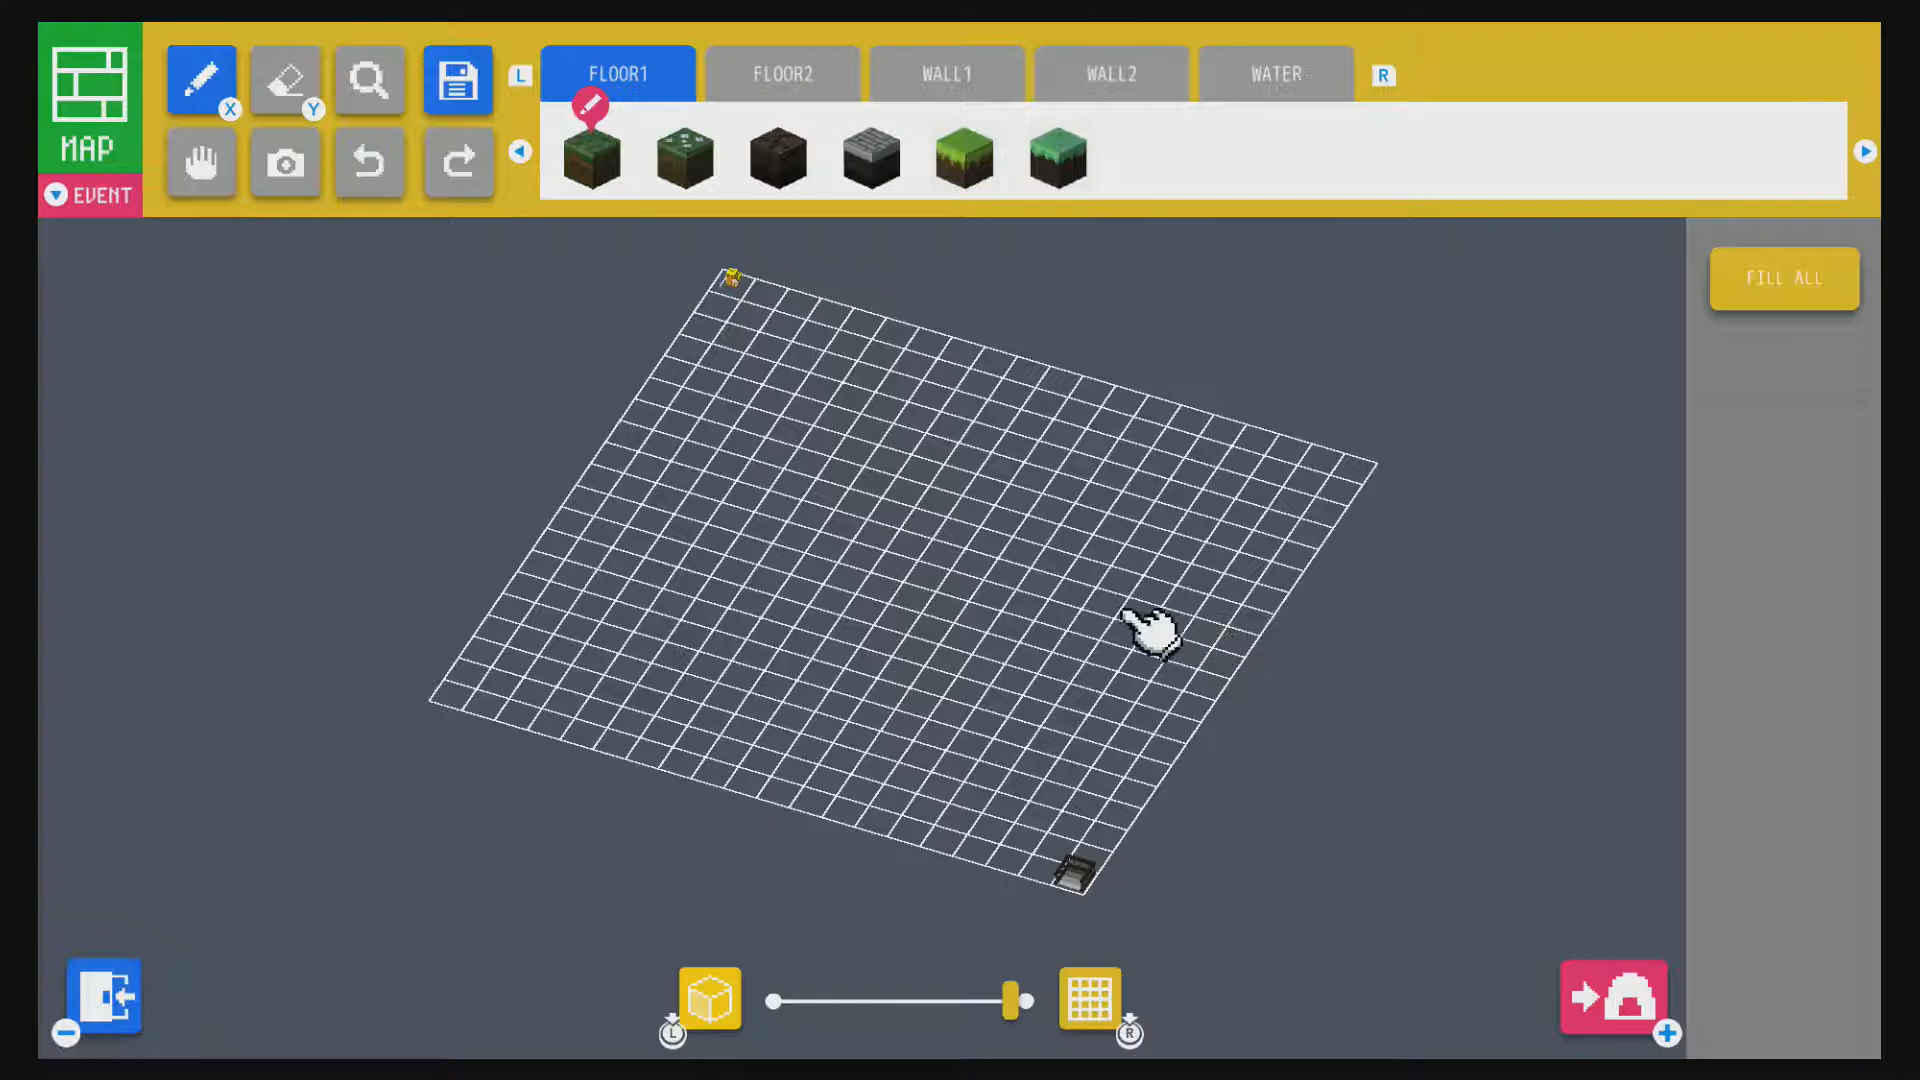 MAP
EVENT
X
Y
L
FLOOR1
FLOOR2
WALL1
WALL2
WATER
R
FILL ALL
L
R